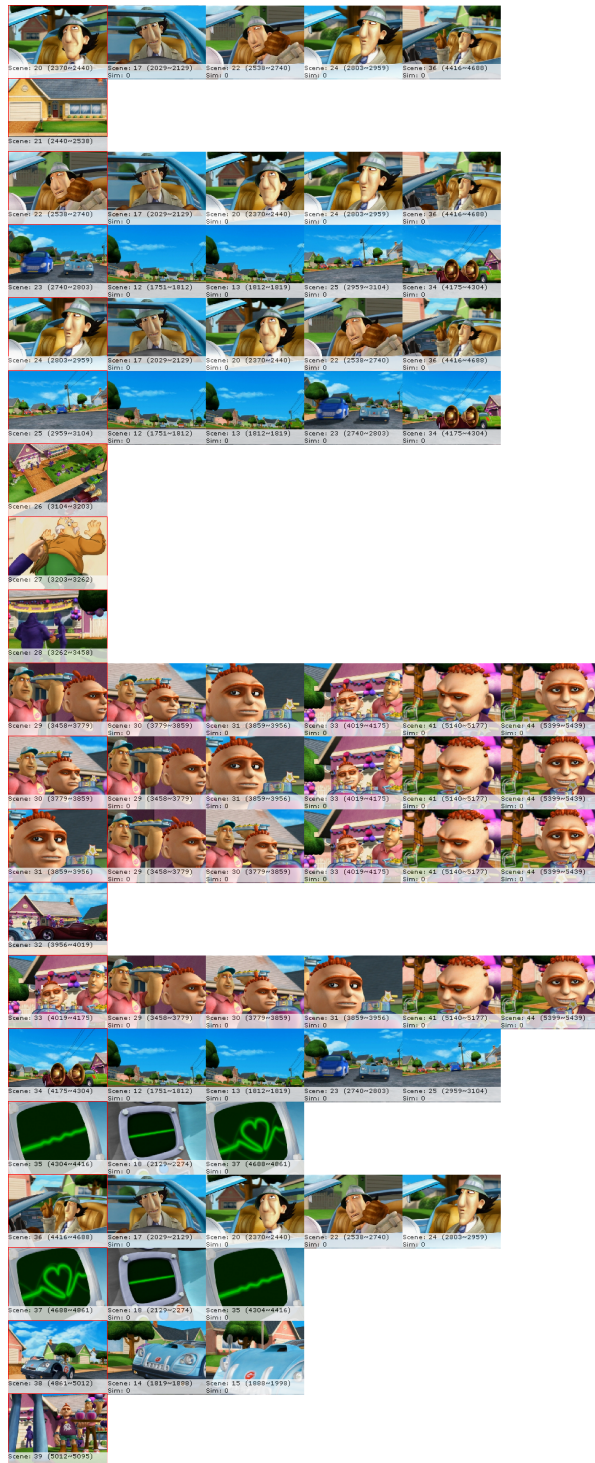 Scene: 20 (2370~2440) Scene: 17 (2029~2129) Scene: 22 (2538~2740) Scene: 24 (2803~2959) Scene: 36 (4416~4688)
Sim: 0 Sim: 0 Sim: 0 Sim: 0
Scene: 21 (2440~2538)
Scene: 22 (2538~2740) Scene: 17 (2029~2129) Scene: 20 (2370~2440) Scene: 24 (2803~2959) Scene: 36 (4416~4688)
Sim: 0 Sim: 0 Sim: 0 Sim: 0
Scene: 23 (2740~2803) Scene: 12 (1751~1812) Scene: 13 (1812~1819) Scene: 25 (2959~3104) Scene: 34 (4175~4304)
Sim: 0 Sim: 0 Sim: 0 Sim: 0
Scene: 24 (2803~2959) Scene: 17 (2029~2129) Scene: 20 (2370~2440) Scene: 22 (2538~2740) Scene: 36 (4416~4688)
Sim: 0 Sim: 0 Sim: 0 Sim: 0
Scene: 25 (2959~3104) Scene: 12 (1751~1812) Scene: 13 (1812~1819) Scene: 23 (2740~2803) Scene: 34 (4175~4304)
Sim: 0 Sim: 0 Sim: 0 Sim: 0
Scene: 26 (3104~3203)
Scene: 27 (3203~3262)
Scene: 28 (3262~3458)
Scene: 29 (3458~3779) Scene: 30 (3779~3859) Scene: 31 (3859~3956) Scene: 33 (4019~4175) Scene: 41 (5140~5177) Scene: 44 (5399~5439)
Sim: 0 Sim: 0 Sim: 0 Sim: 0 Sim: 0
Scene: 30 (3779~3859) Scene: 29 (3458~3779) Scene: 31 (3859~3956) Scene: 33 (4019~4175) Scene: 41 (5140~5177) Scene: 44 (5399~5439)
Sim: 0 Sim: 0 Sim: 0 Sim: 0 Sim: 0
Scene: 31 (3859~3956) Scene: 29 (3458~3779) Scene: 30 (3779~3859) Scene: 33 (4019~4175) Scene: 41 (5140~5177) Scene: 44 (5399~5439)
Sim: 0 Sim: 0 Sim: 0 Sim: 0 Sim: 0
Scene: 32 (3956~4019)
Scene: 33 (4019~4175) Scene: 29 (3458~3779) Scene: 30 (3779~3859) Scene: 31 (3859~3956) Scene: 41 (5140~5177) Scene: 44 (5399~5439)
Sim: 0 Sim: 0 Sim: 0 Sim: 0 Sim: 0
Scene: 34 (4175~4304) Scene: 12 (1751~1812) Scene: 13 (1812~1819) Scene: 23 (2740~2803) Scene: 25 (2959~3104)
Sim: 0 Sim: 0 Sim: 0 Sim: 0
Scene: 35 (4304~4416) Scene: 18 (2129~2274) Scene: 37 (4688~4861)
Sim: 0 Sim: 0
Scene: 36 (4416~4688) Scene: 17 (2029~2129) Scene: 20 (2370~2440) Scene: 22 (2538~2740) Scene: 24 (2803~2959)
Sim: 0 Sim: 0 Sim: 0 Sim: 0
Scene: 37 (4688~4861) Scene: 18 (2129~2274) Scene: 35 (4304~4416)
Sim: 0 Sim: 0
Scene: 38 (4861~5012) Scene: 14 (1819~1888) Scene: 15 (1888~1998)
Sim: 0 Sim: 0
Scene: 39 (5012~5095)